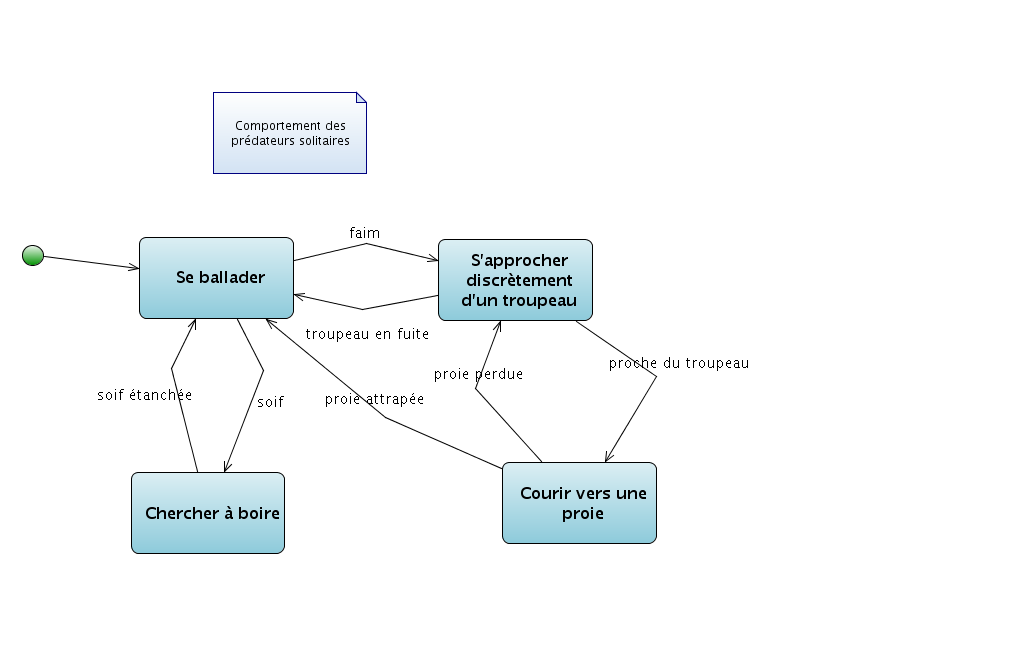 Comportement des
prédateurs solitaires
faim
Se ballader
S'approcher
discrètement
d'un troupeau
troupeau en fuite
proche du troupeau
proie perdue
soif étanchée
soif
proie attrapée
Chercher à boire
Courir vers une
proie